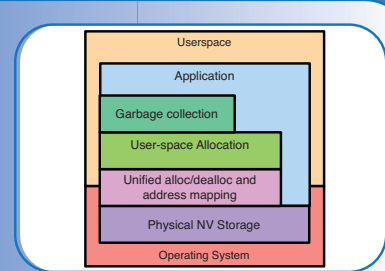 Userspace
Application
Garbage collection
User-space Allocation
Unified alloc/dealloc and
address mapping
Physical NV Storage
Operating System